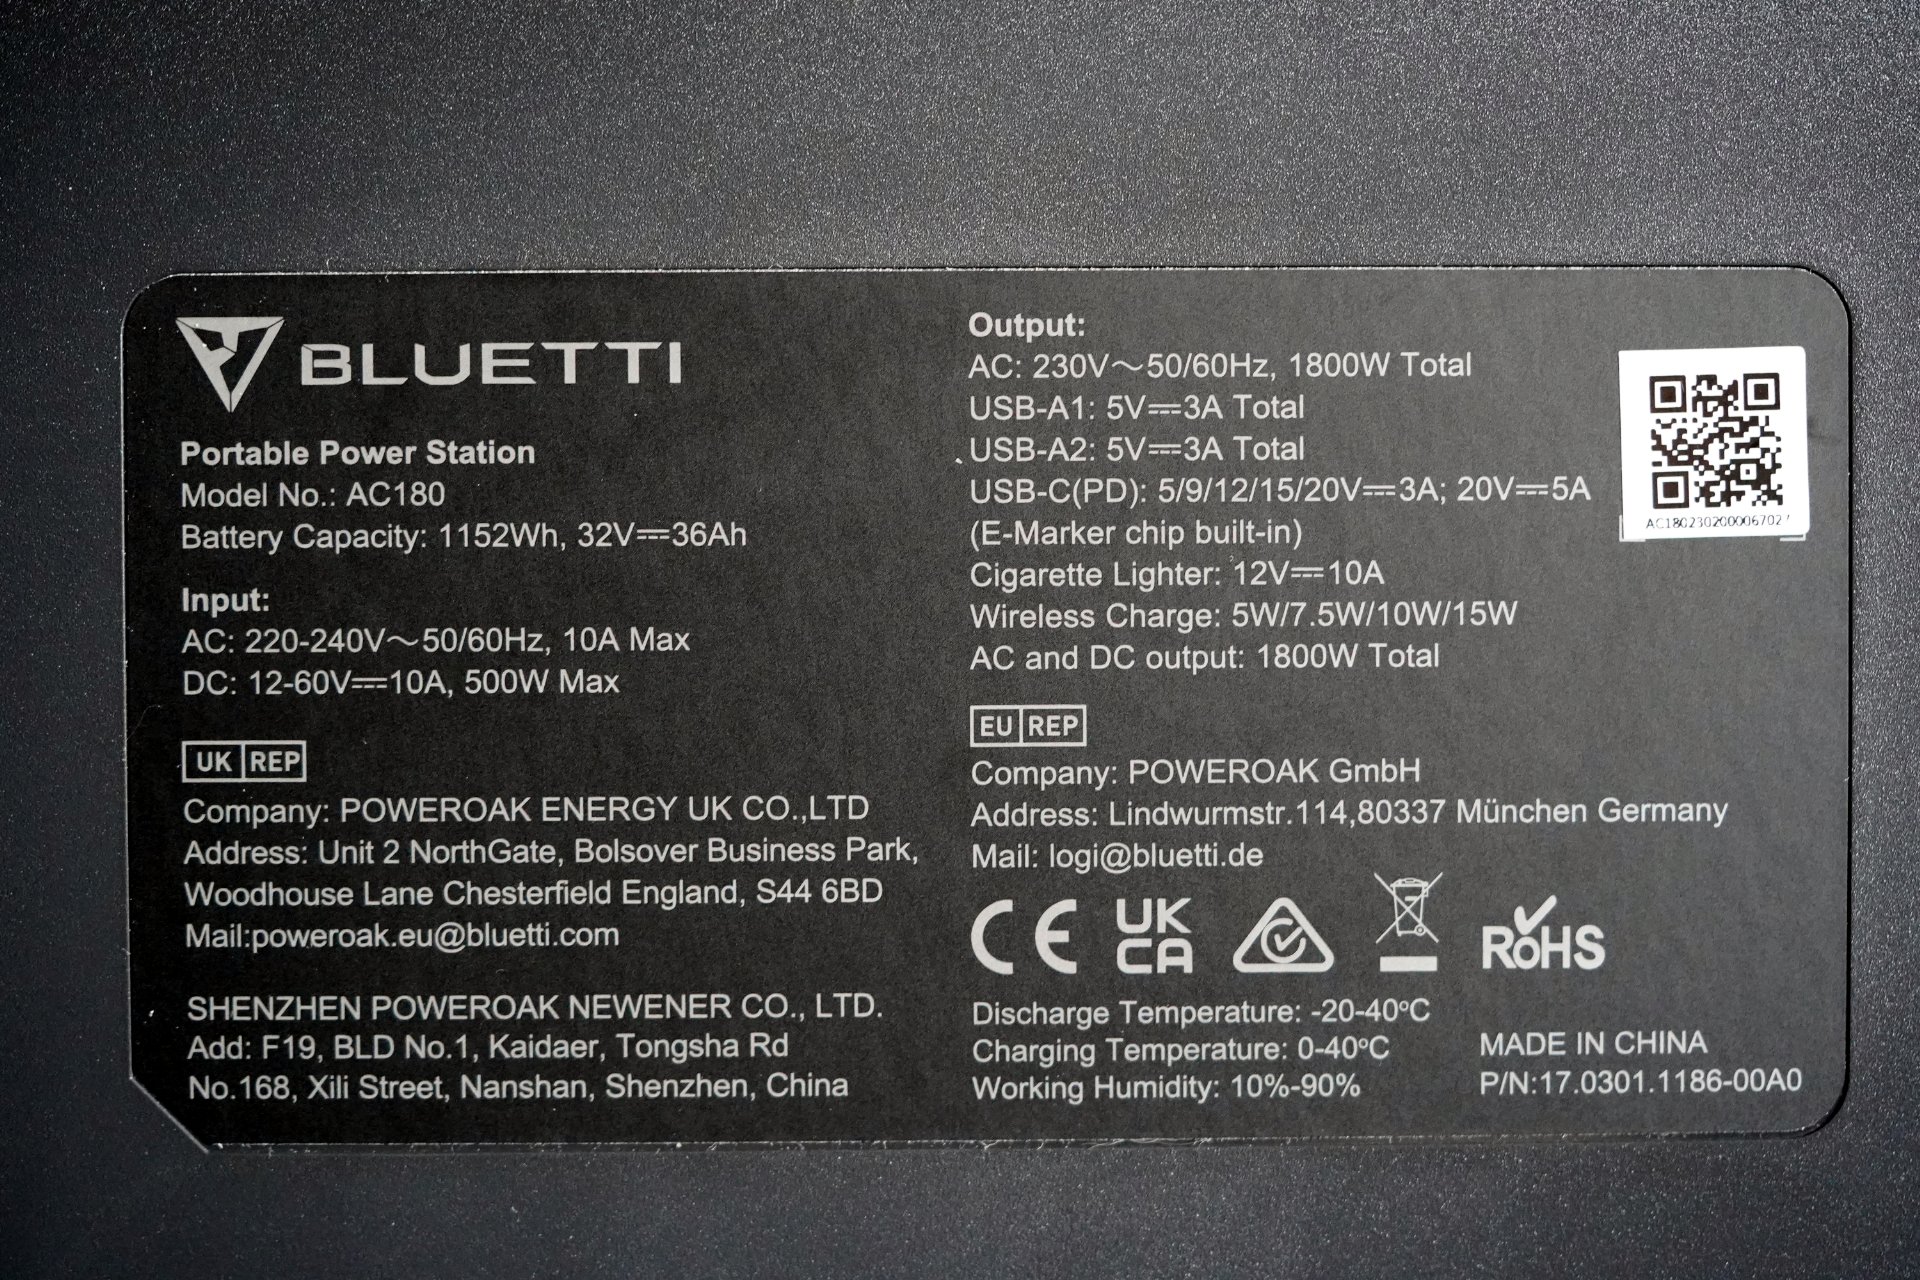 BLUETTI
Portable Power Station
Model No.: AC180
Battery Capacity: 1152Wh, 32V⎓36Ah
Input:
AC: 220-240V～50/60Hz, 10A Max
DC: 12-60V⎓10A, 500W Max
UK REP
Company: POWEROAK ENERGY UK CO.,LTD
Address: Unit 2 NorthGate, Bolsover Business Park,
Woodhouse Lane Chesterfield England, S44 6BD
Mail:poweroak.eu@bluetti.com
SHENZHEN POWEROAK NEWENER CO., LTD.
Add: F19, BLD No.1, Kaidaer, Tongsha Rd
No.168, Xili Street, Nanshan, Shenzhen, China
Output:
AC: 230V～50/60Hz, 1800W Total
USB-A1: 5V⎓3A Total
USB-A2: 5V⎓3A Total
USB-C(PD): 5/9/12/15/20V⎓3A; 20V⎓5A
(E-Marker chip built-in)
Cigarette Lighter: 12V⎓10A
Wireless Charge: 5W/7.5W/10W/15W
AC and DC output: 1800W Total
EU REP
Company: POWEROAK GmbH
Address: Lindwurmstr.114,80337 München Germany
Mail: logi@bluetti.de
CE UK CA RoHS
Discharge Temperature: -20-40°C
Charging Temperature: 0-40°C
Working Humidity: 10%-90%
MADE IN CHINA
P/N:17.0301.1186-00A0